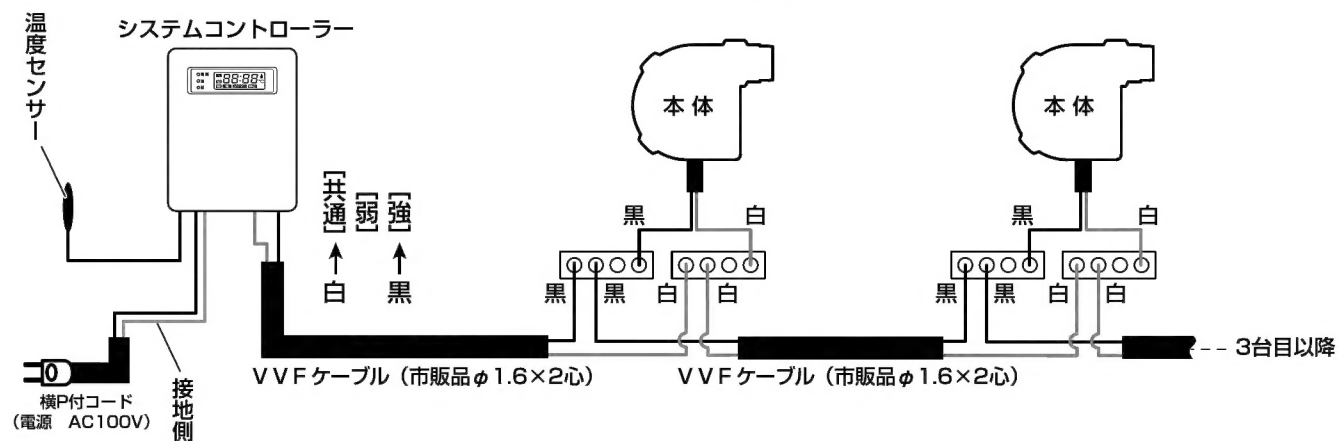 温度センサー
システムコントローラー
本体
本体
[共通]
[弱]
[強]
白
黒
黒
白
黒
白
黒
黒
白
白
黒
黒
白
白
3台目以降
VVFケーブル（市販品φ1.6×2心）
VVFケーブル（市販品φ1.6×2心）
横P付コード
（電源　AC100V）
接地側